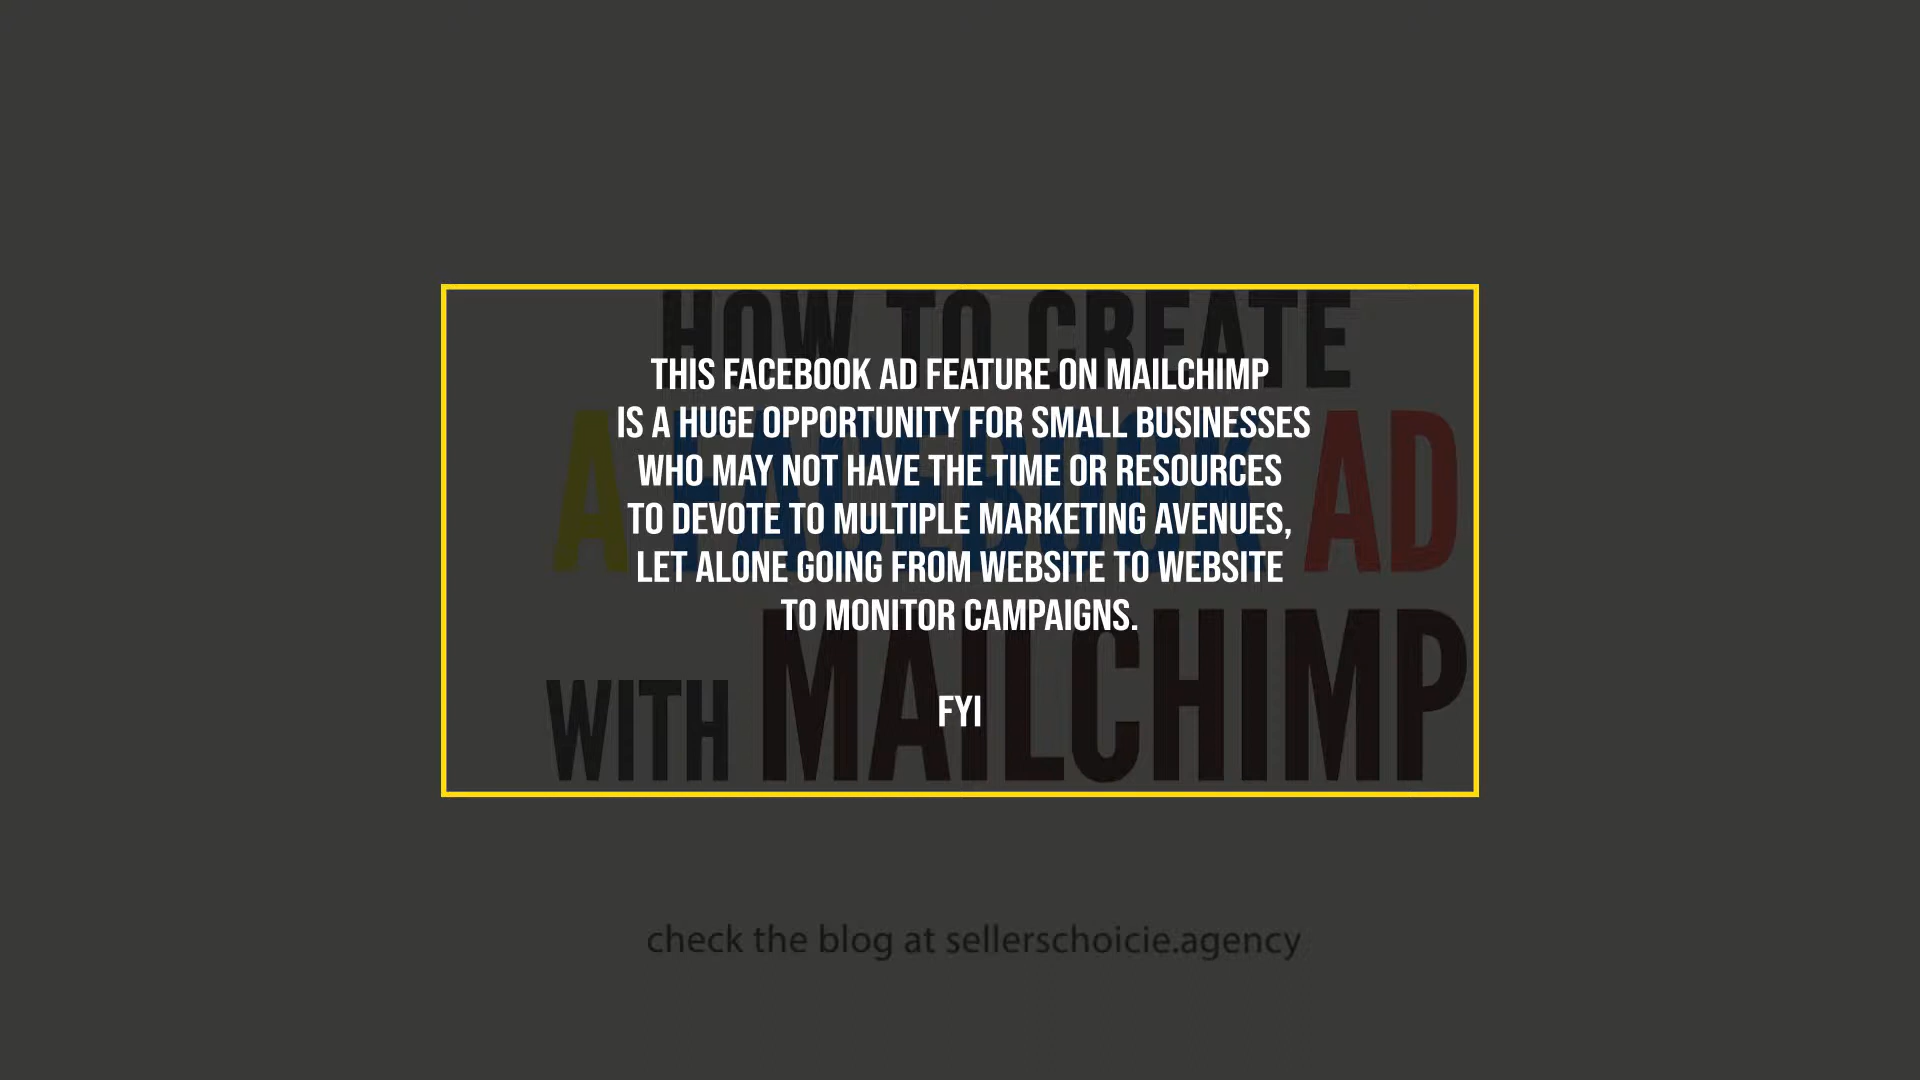 HOW TO CREATE
A FACEBOOK AD
WITH MAILCHIMP
THIS FACEBOOK AD FEATURE ON MAILCHIMP
IS A HUGE OPPORTUNITY FOR SMALL BUSINESSES
WHO MAY NOT HAVE THE TIME OR RESOURCES
TO DEVOTE TO MULTIPLE MARKETING AVENUES,
LET ALONE GOING FROM WEBSITE TO WEBSITE
TO MONITOR CAMPAIGNS.
FYI
check the blog at sellerschoicie.agency